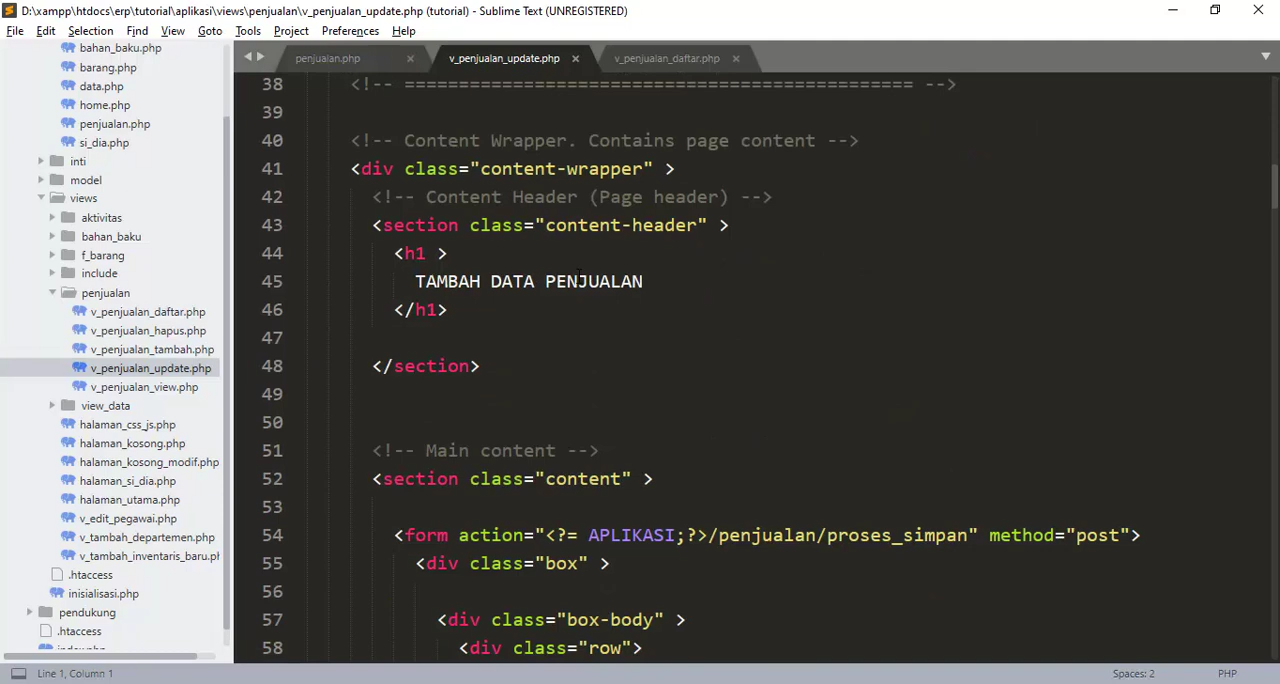 D:\xampp\htdocs\erp\tutorial\aplikasi\views\penjualan\v_penjualan_update.php (tutorial) - Sublime Text (UNREGISTERED)
File Edit Selection Find View Goto Tools Project Preferences Help
penjualan.php v_penjualan_update.php v_penjualan_daftar.php
bahan_baku.php
barang.php
data.php
home.php
penjualan.php
si_dia.php
inti
model
views
aktivitas
bahan_baku
f_barang
include
penjualan
v_penjualan_daftar.php
v_penjualan_hapus.php
v_penjualan_tambah.php
v_penjualan_update.php
v_penjualan_view.php
view_data
halaman_css_js.php
halaman_kosong.php
halaman_kosong_modif.php
halaman_si_dia.php
halaman_utama.php
v_edit_pegawai.php
v_tambah_departemen.php
v_tambah_inventaris_baru.ph
.htaccess
inisialisasi.php
pendukung
.htaccess
index.php
38 <!-- =============================================== -->
39
40 <!-- Content Wrapper. Contains page content -->
41 <div class="content-wrapper" >
42 <!-- Content Header (Page header) -->
43 <section class="content-header" >
44 <h1 >
45 TAMBAH DATA PENJUALAN
46 </h1>
47
48 </section>
49
50
51 <!-- Main content -->
52 <section class="content" >
53
54 <form action="<?= APLIKASI;?>/penjualan/proses_simpan" method="post">
55 <div class="box" >
56
57 <div class="box-body" >
58 <div class="row">
Line 1, Column 1 Spaces: 2 PHP